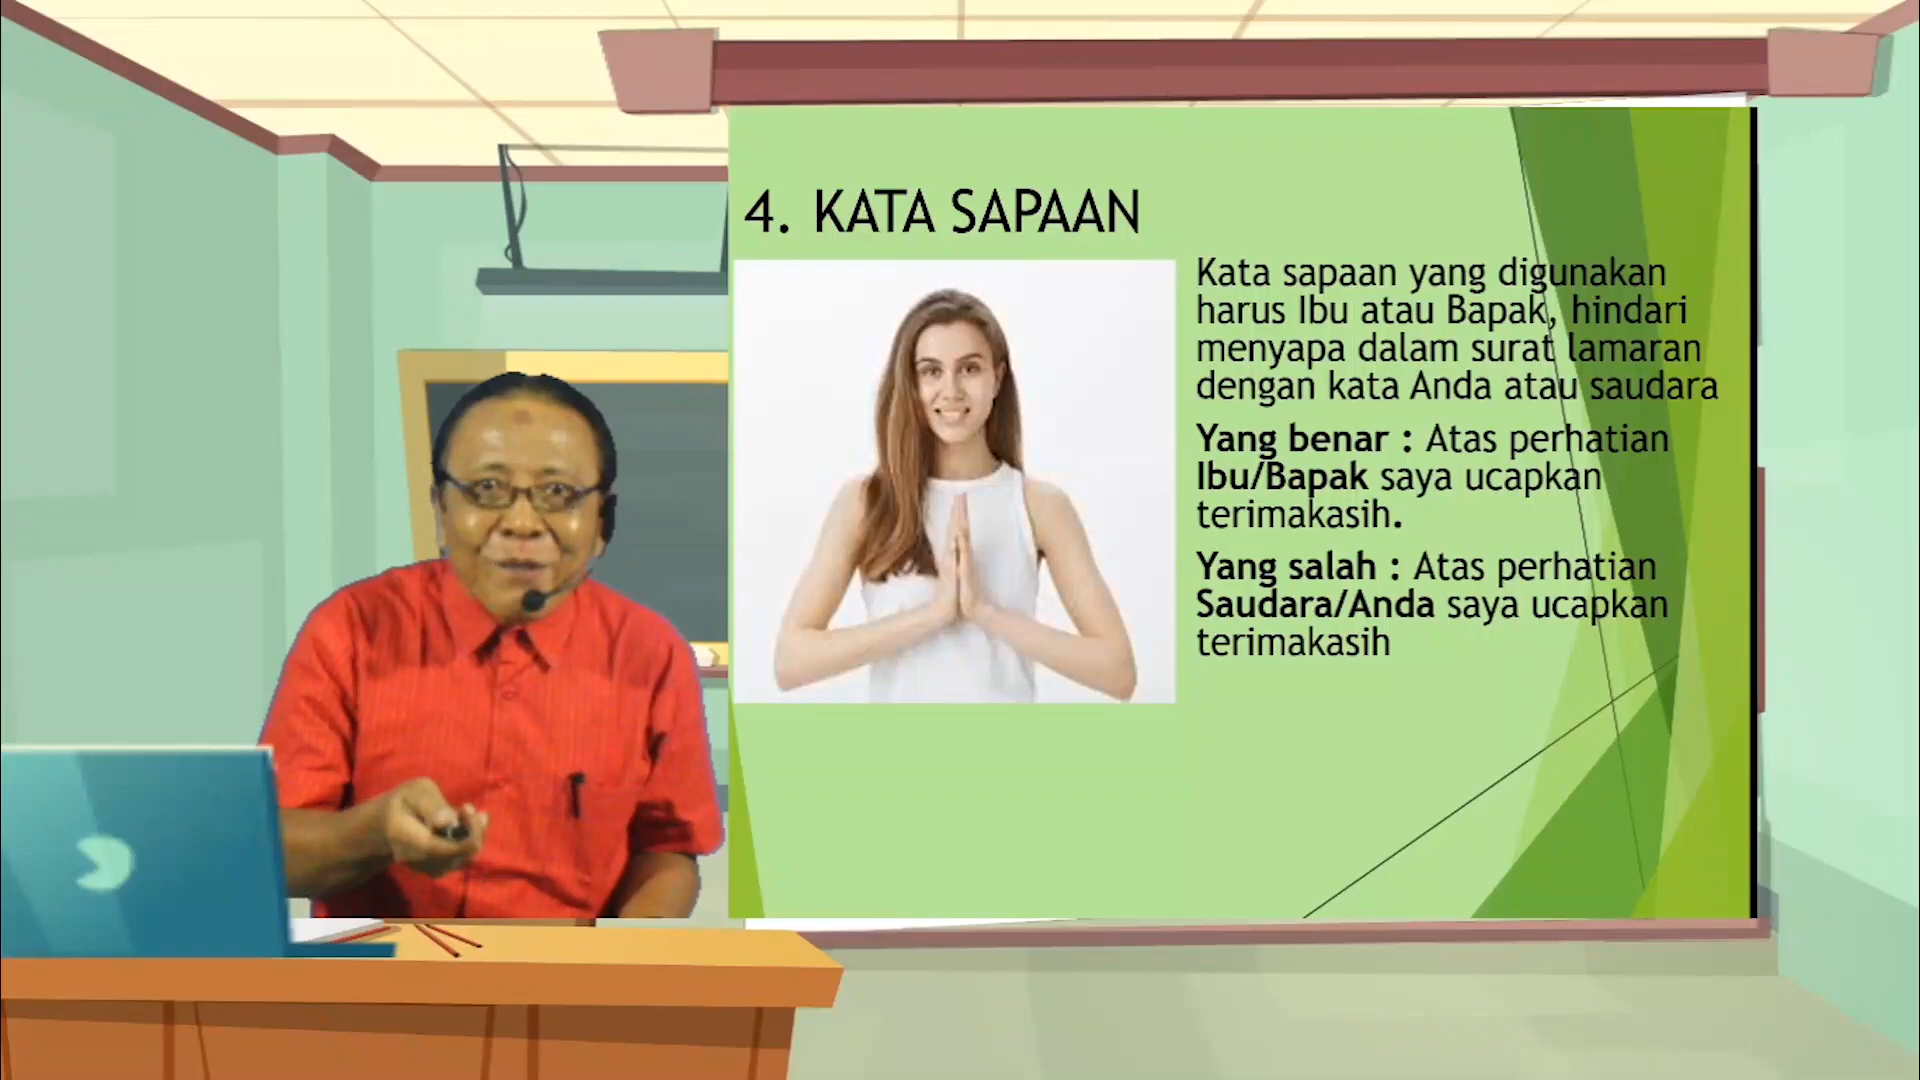 4. KATA SAPAAN
Kata sapaan yang digunakan
harus Ibu atau Bapak, hindari
menyapa dalam surat lamaran
dengan kata Anda atau saudara
Yang benar : Atas perhatian
Ibu/Bapak saya ucapkan
terimakasih.
Yang salah : Atas perhatian
Saudara/Anda saya ucapkan
terimakasih